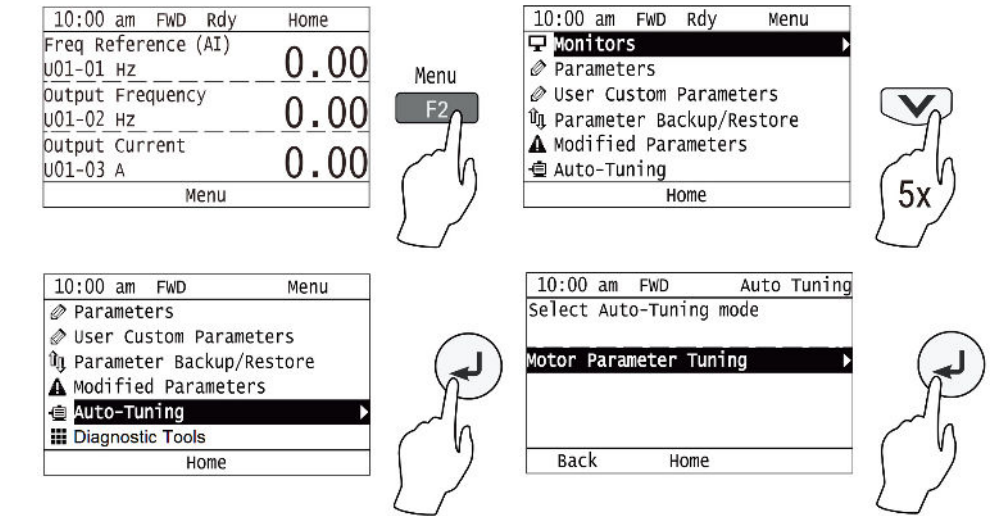 10:00 am FWD Rdy Home
Freq Reference (AI)
U01-01 Hz 0.00
Output Frequency
U01-02 Hz 0.00
Output Current
U01-03 A 0.00
Menu
Menu
F2
10:00 am FWD Rdy Menu
Monitors
Parameters
User Custom Parameters
Parameter Backup/Restore
Modified Parameters
Auto-Tuning
Home
5x
10:00 am FWD Menu
Parameters
User Custom Parameters
Parameter Backup/Restore
Modified Parameters
Auto-Tuning
Diagnostic Tools
Home
10:00 am FWD Auto Tuning
Select Auto-Tuning mode
Motor Parameter Tuning
Back Home